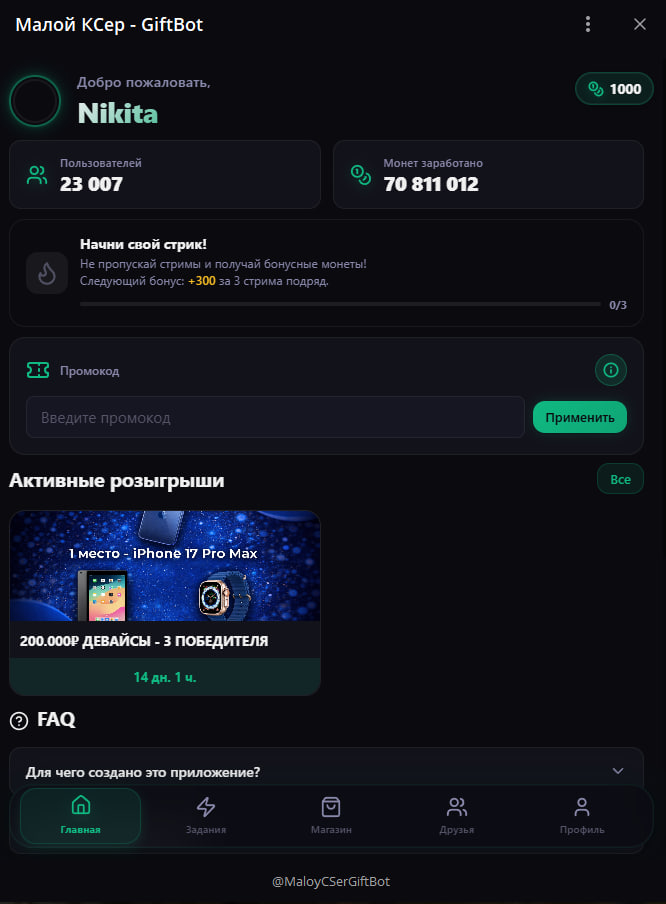 Малой КСер - GiftBot
Добро пожаловать,
Nikita
1000
Пользователей
23 007
Монет заработано
70 811 012
Начни свой стрик!
Не пропускай стримы и получай бонусные монеты!
Следующий бонус: +300 за 3 стрима подряд.
0/3
Промокод
Введите промокод
Применить
Активные розыгрыши
Все
1 место - iPhone 17 Pro Max
200.000₽ ДЕВАЙСЫ - 3 ПОБЕДИТЕЛЯ
14 дн. 1 ч.
FAQ
Для чего создано это приложение?
Главная
Задания
Магазин
Друзья
Профиль
@MaloyCSerGiftBot